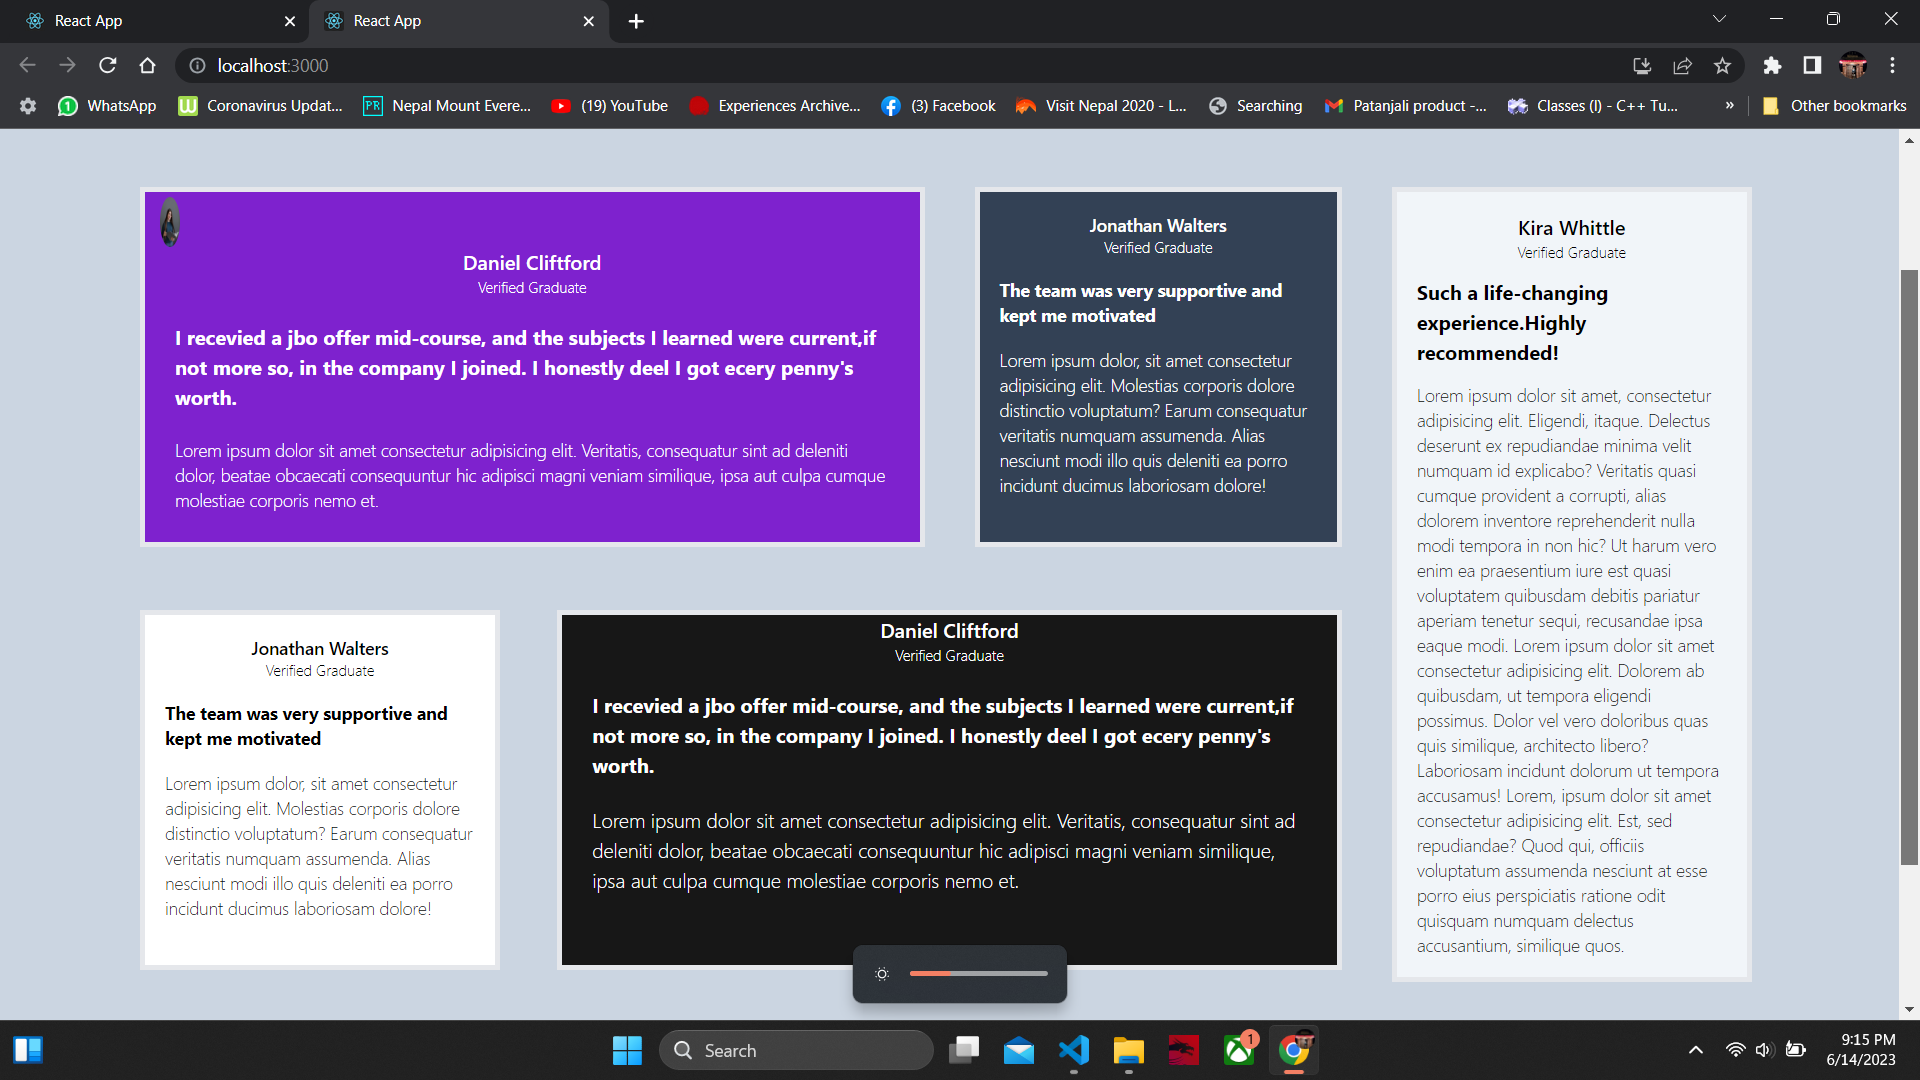 React App
React App
localhost:3000
WhatsApp
Coronavirus Updat...
Nepal Mount Evere...
(19) YouTube
Experiences Archive...
(3) Facebook
Visit Nepal 2020 - L...
Searching
Patanjali product -...
Classes (I) - C++ Tu...
»
Other bookmarks
Daniel Cliftford
Verified Graduate
I recevied a jbo offer mid-course, and the subjects I learned were current,if
not more so, in the company I joined. I honestly deel I got ecery penny's
worth.
Lorem ipsum dolor sit amet consectetur adipisicing elit. Veritatis, consequatur sint ad deleniti
dolor, beatae obcaecati consequuntur hic adipisci magni veniam similique, ipsa aut culpa cumque
molestiae corporis nemo et.
Jonathan Walters
Verified Graduate
The team was very supportive and
kept me motivated
Lorem ipsum dolor, sit amet consectetur
adipisicing elit. Molestias corporis dolore
distinctio voluptatum? Earum consequatur
veritatis numquam assumenda. Alias
nesciunt modi illo quis deleniti ea porro
incidunt ducimus laboriosam dolore!
Kira Whittle
Verified Graduate
Such a life-changing
experience.Highly
recommended!
Lorem ipsum dolor sit amet, consectetur
adipisicing elit. Eligendi, itaque. Delectus
deserunt ex repudiandae minima velit
numquam id explicabo? Veritatis quasi
cumque provident a corrupti, alias
dolorem inventore reprehenderit nulla
modi tempora in non hic? Ut harum vero
enim ea praesentium iure est quasi
voluptatem quibusdam debitis pariatur
aperiam tenetur sequi, recusandae ipsa
eaque modi. Lorem ipsum dolor sit amet
consectetur adipisicing elit. Dolorem ab
quibusdam, ut tempora eligendi
possimus. Dolor vel vero doloribus quas
quis similique, architecto libero?
Laboriosam incidunt dolorum ut tempora
accusamus! Lorem, ipsum dolor sit amet
consectetur adipisicing elit. Est, sed
repudiandae? Quod qui, officiis
voluptatum assumenda nesciunt at esse
porro eius perspiciatis ratione odit
quisquam numquam delectus
accusantium, similique quos.
Jonathan Walters
Verified Graduate
The team was very supportive and
kept me motivated
Lorem ipsum dolor, sit amet consectetur
adipisicing elit. Molestias corporis dolore
distinctio voluptatum? Earum consequatur
veritatis numquam assumenda. Alias
nesciunt modi illo quis deleniti ea porro
incidunt ducimus laboriosam dolore!
Daniel Cliftford
Verified Graduate
I recevied a jbo offer mid-course, and the subjects I learned were current,if
not more so, in the company I joined. I honestly deel I got ecery penny's
worth.
Lorem ipsum dolor sit amet consectetur adipisicing elit. Veritatis, consequatur sint ad
deleniti dolor, beatae obcaecati consequuntur hic adipisci magni veniam similique,
ipsa aut culpa cumque molestiae corporis nemo et.
Search
1
9:15 PM
6/14/2023